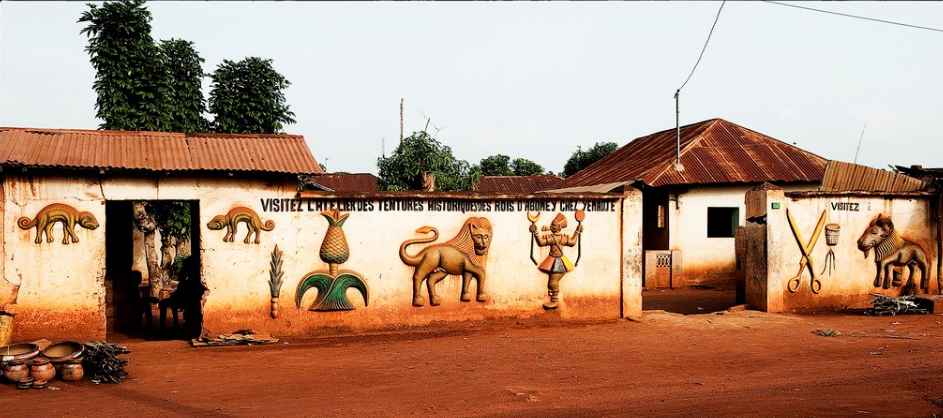 VISITEZ L'ATELIER DES TENTURES HISTORIQUES DES ROIS D'ABOMEY CHEZ YEMADJE
VISITEZ